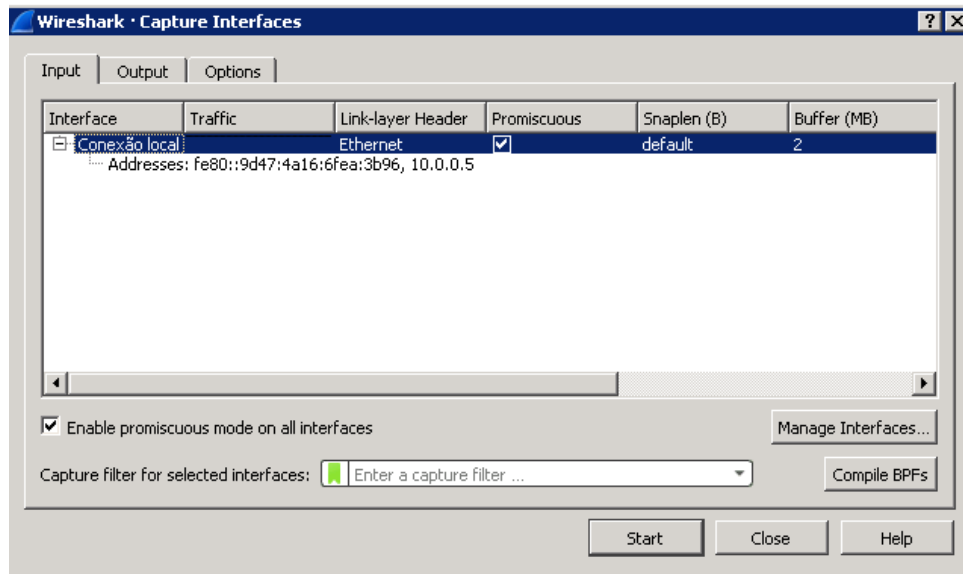 Wireshark · Capture Interfaces
Input Output Options
Interface Traffic Link-layer Header Promiscuous Snaplen (B) Buffer (MB)
Conexão local Ethernet default 2
Addresses: fe80::9d47:4a16:6fea:3b96, 10.0.0.5
Enable promiscuous mode on all interfaces Manage Interfaces...
Capture filter for selected interfaces: Enter a capture filter ... Compile BPFs
Start Close Help